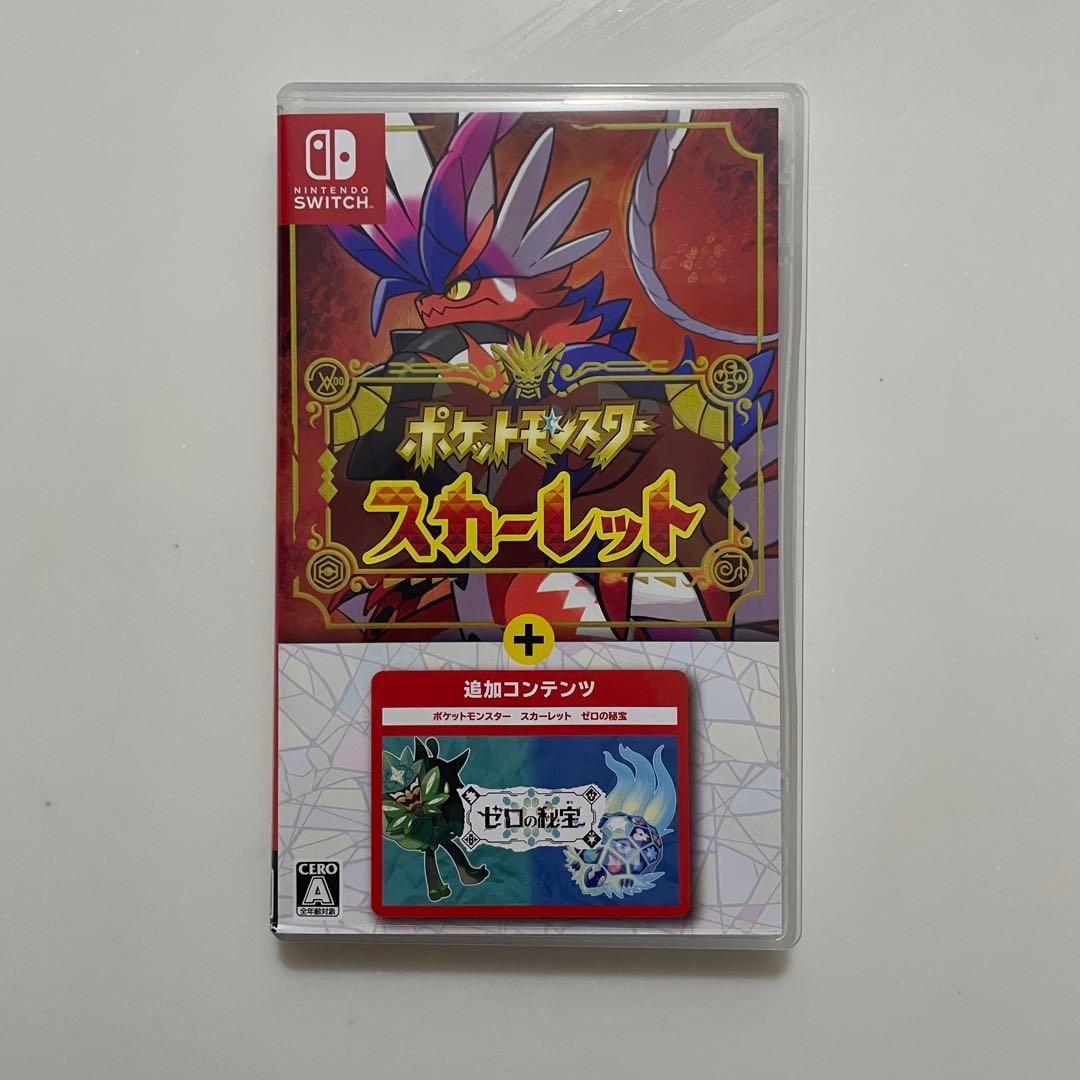 NINTENDO
SWITCH™
ポケットモンスター
スカーレット
+
追加コンテンツ
ポケットモンスター スカーレット ゼロの秘宝
ゼロの秘宝
CERO
A
全年齢対象